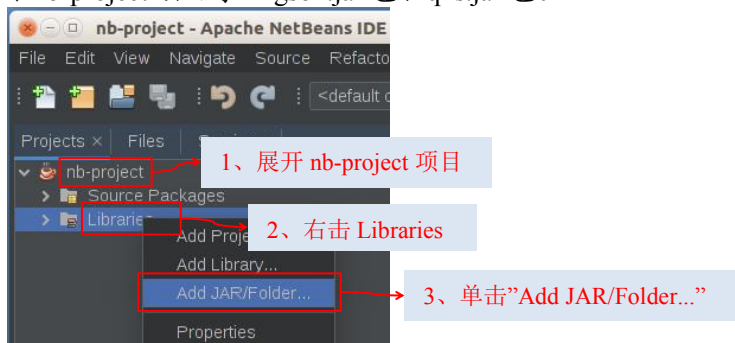 nb-project - Apache NetBeans IDE
File Edit View Navigate Source Refacto
<default c
Projects × Files
nb-project
1、展开 nb-project 项目
Source Packages
Libraries
2、右击 Libraries
Add Proje
Add Library...
Add JAR/Folder...
3、单击”Add JAR/Folder...”
Properties